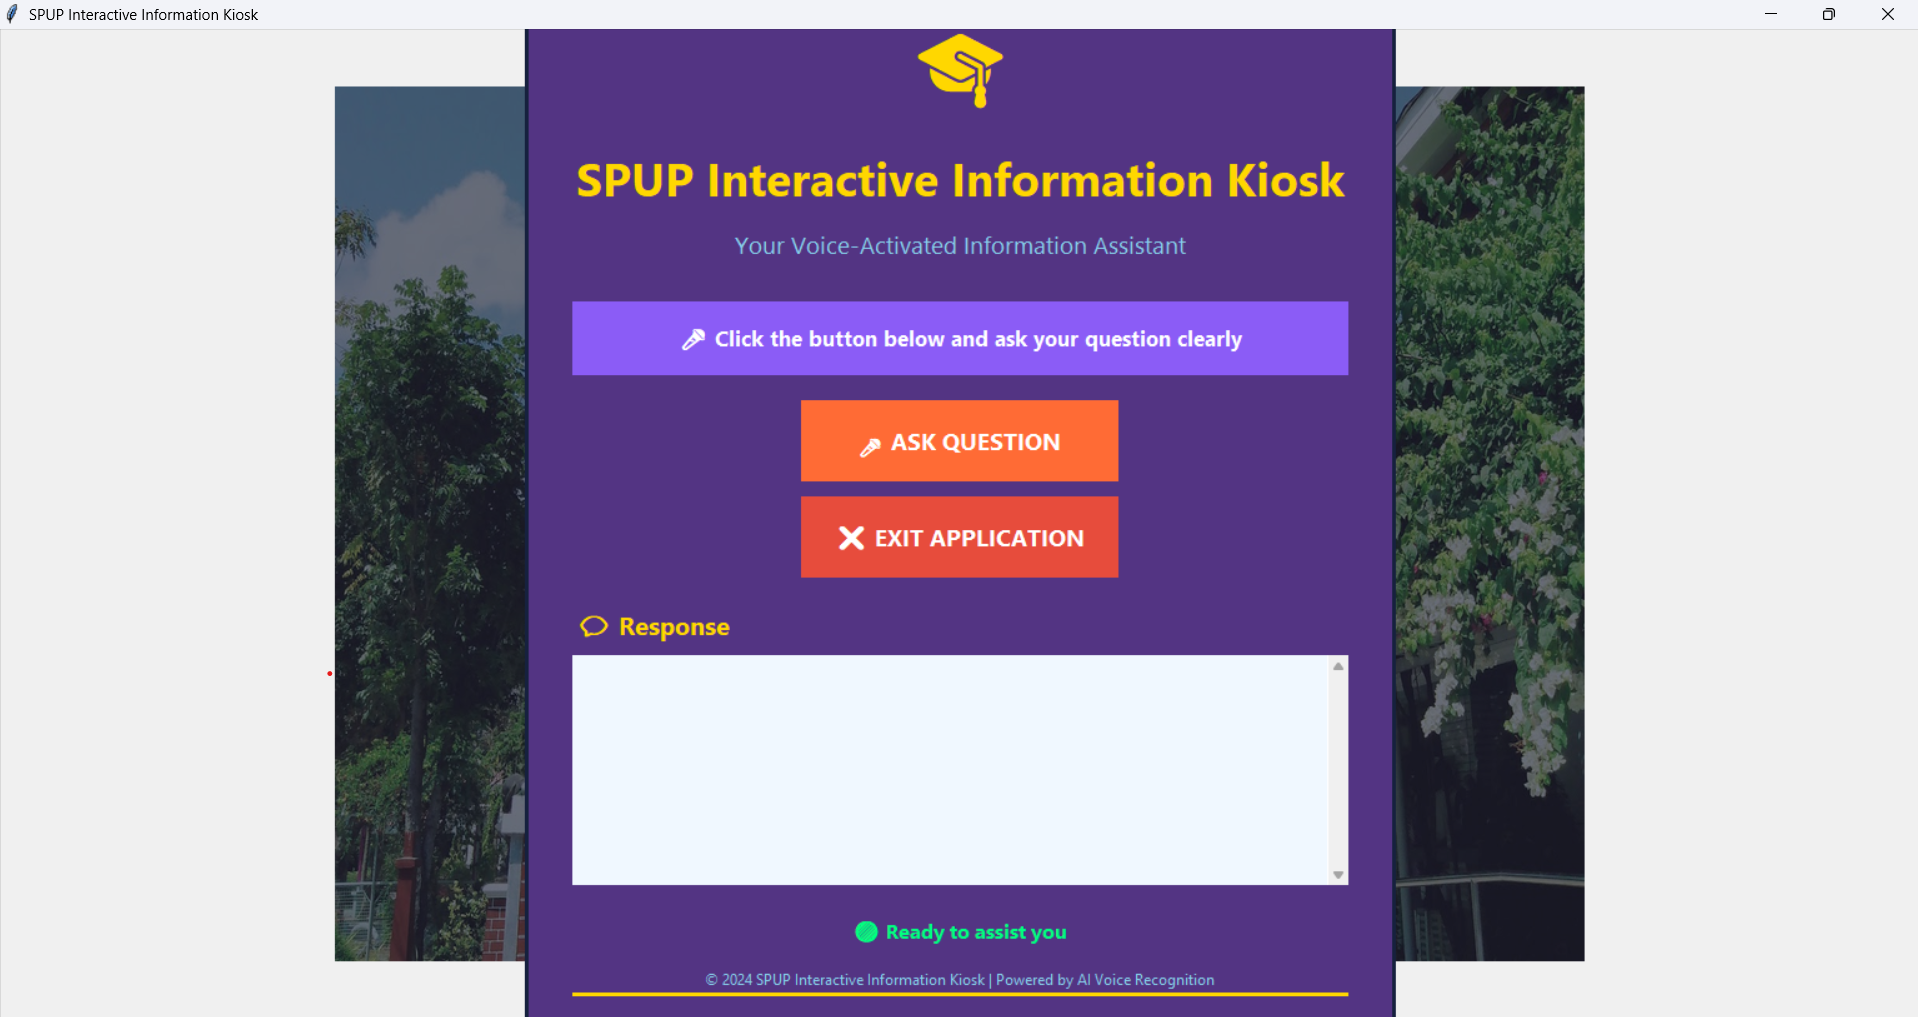 SPUP Interactive Information Kiosk
SPUP Interactive Information Kiosk
Your Voice-Activated Information Assistant
Click the button below and ask your question clearly
ASK QUESTION
EXIT APPLICATION
Response
Ready to assist you
© 2024 SPUP Interactive Information Kiosk | Powered by AI Voice Recognition